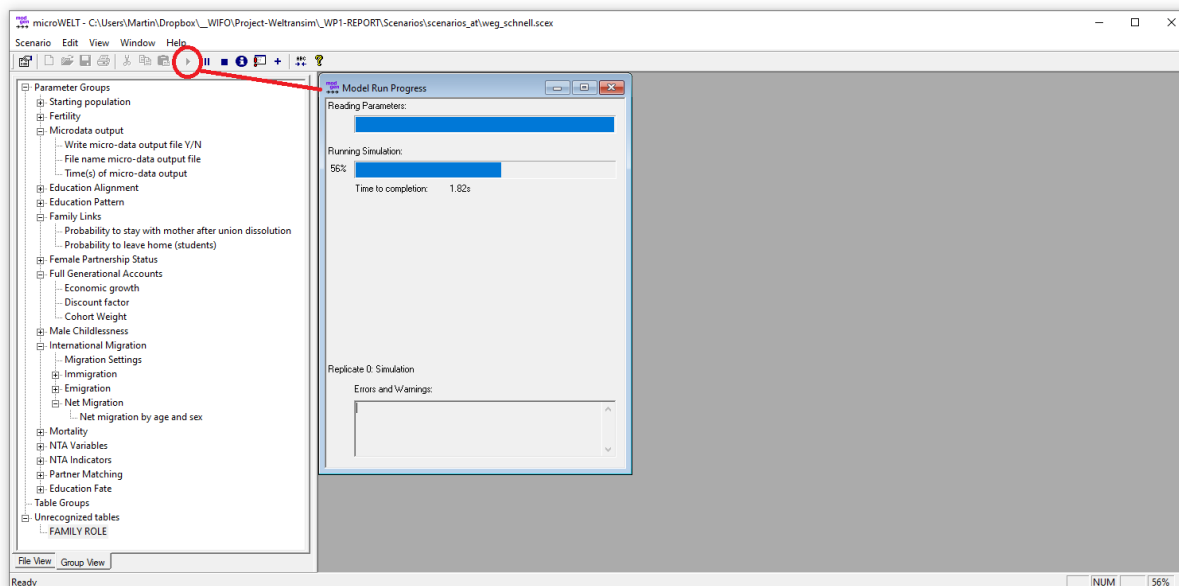 microWELT - C:\Users\Martin\Dropbox\__WIFO\Project-Weltransim\_WP1-REPORT\Scenarios\scenarios_at\weg_schnell.scex
Scenario Edit View Window Help
Parameter Groups
Starting population
Fertility
Microdata output
Write micro-data output file Y/N
File name micro-data output file
Time(s) of micro-data output
Education Alignment
Education Pattern
Family Links
Probability to stay with mother after union dissolution
Probability to leave home (students)
Female Partnership Status
Full Generational Accounts
Economic growth
Discount factor
Cohort Weight
Male Childlessness
International Migration
Migration Settings
Immigration
Emigration
Net Migration
Net migration by age and sex
Mortality
NTA Variables
NTA Indicators
Partner Matching
Education Fate
Table Groups
Unrecognized tables
FAMILY ROLE
File View Group View
Model Run Progress
Reading Parameters:
Running Simulation:
56%
Time to completion: 1.82s
Replicate 0: Simulation
Errors and Warnings:
Ready NUM 56%